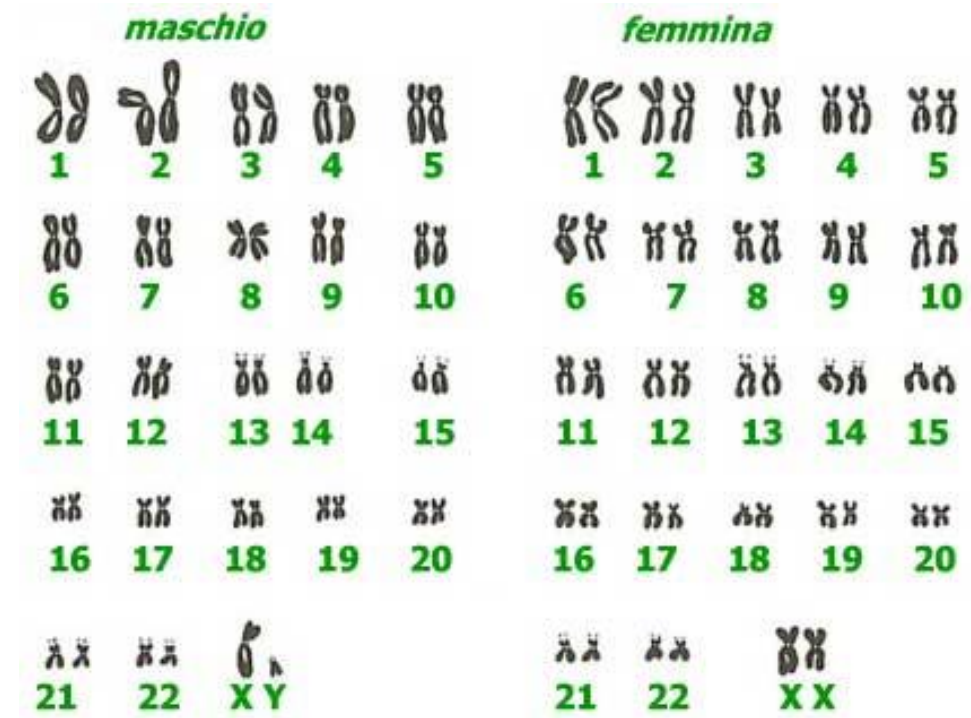 maschio femmina
1 2 3 4 5 1 2 3 4 5
6 7 8 9 10 6 7 8 9 10
11 12 13 14 15 11 12 13 14 15
16 17 18 19 20 16 17 18 19 20
21 22 X Y 21 22 X X